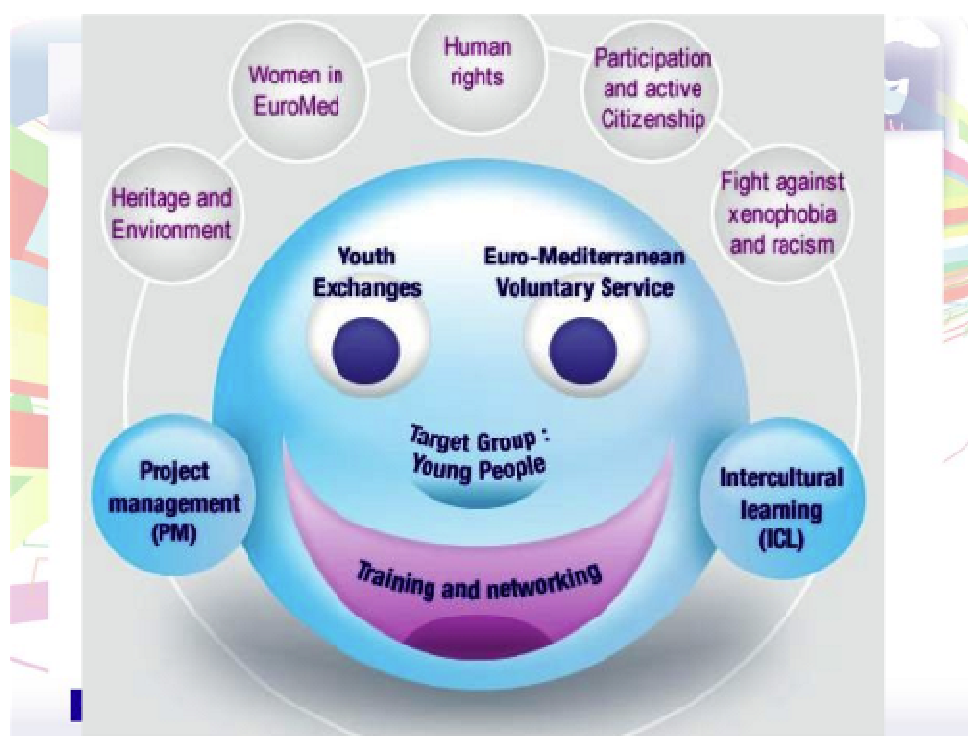 Human
rights
Women in
EuroMed
Participation
and active
Citizenship
Heritage and
Environment
Fight against
xenophobia
and racism
Youth
Exchanges
Euro-Mediterranean
Voluntary Service
Target Group :
Young People
Project
management
(PM)
Intercultural
learning
(ICL)
Training and networking